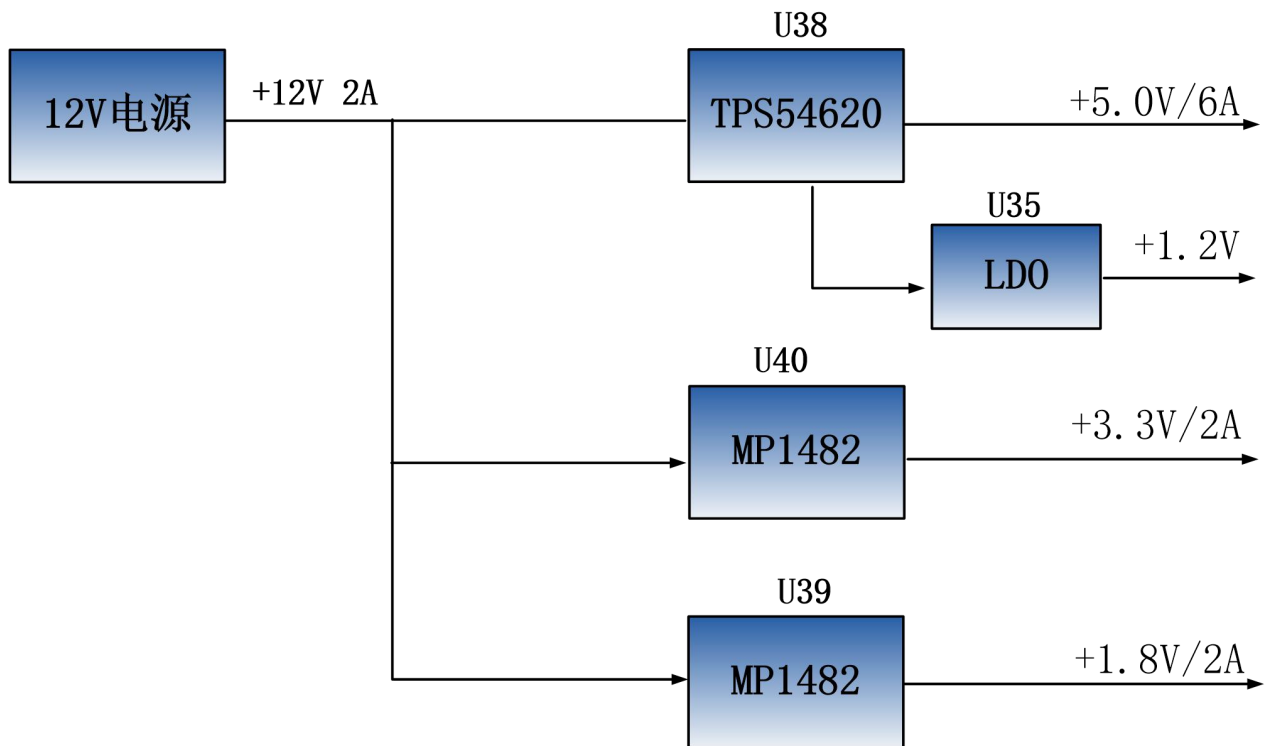 U38
12V电源
+12V 2A
TPS54620
+5.0V/6A
U35
LDO
+1.2V
U40
MP1482
+3.3V/2A
U39
MP1482
+1.8V/2A